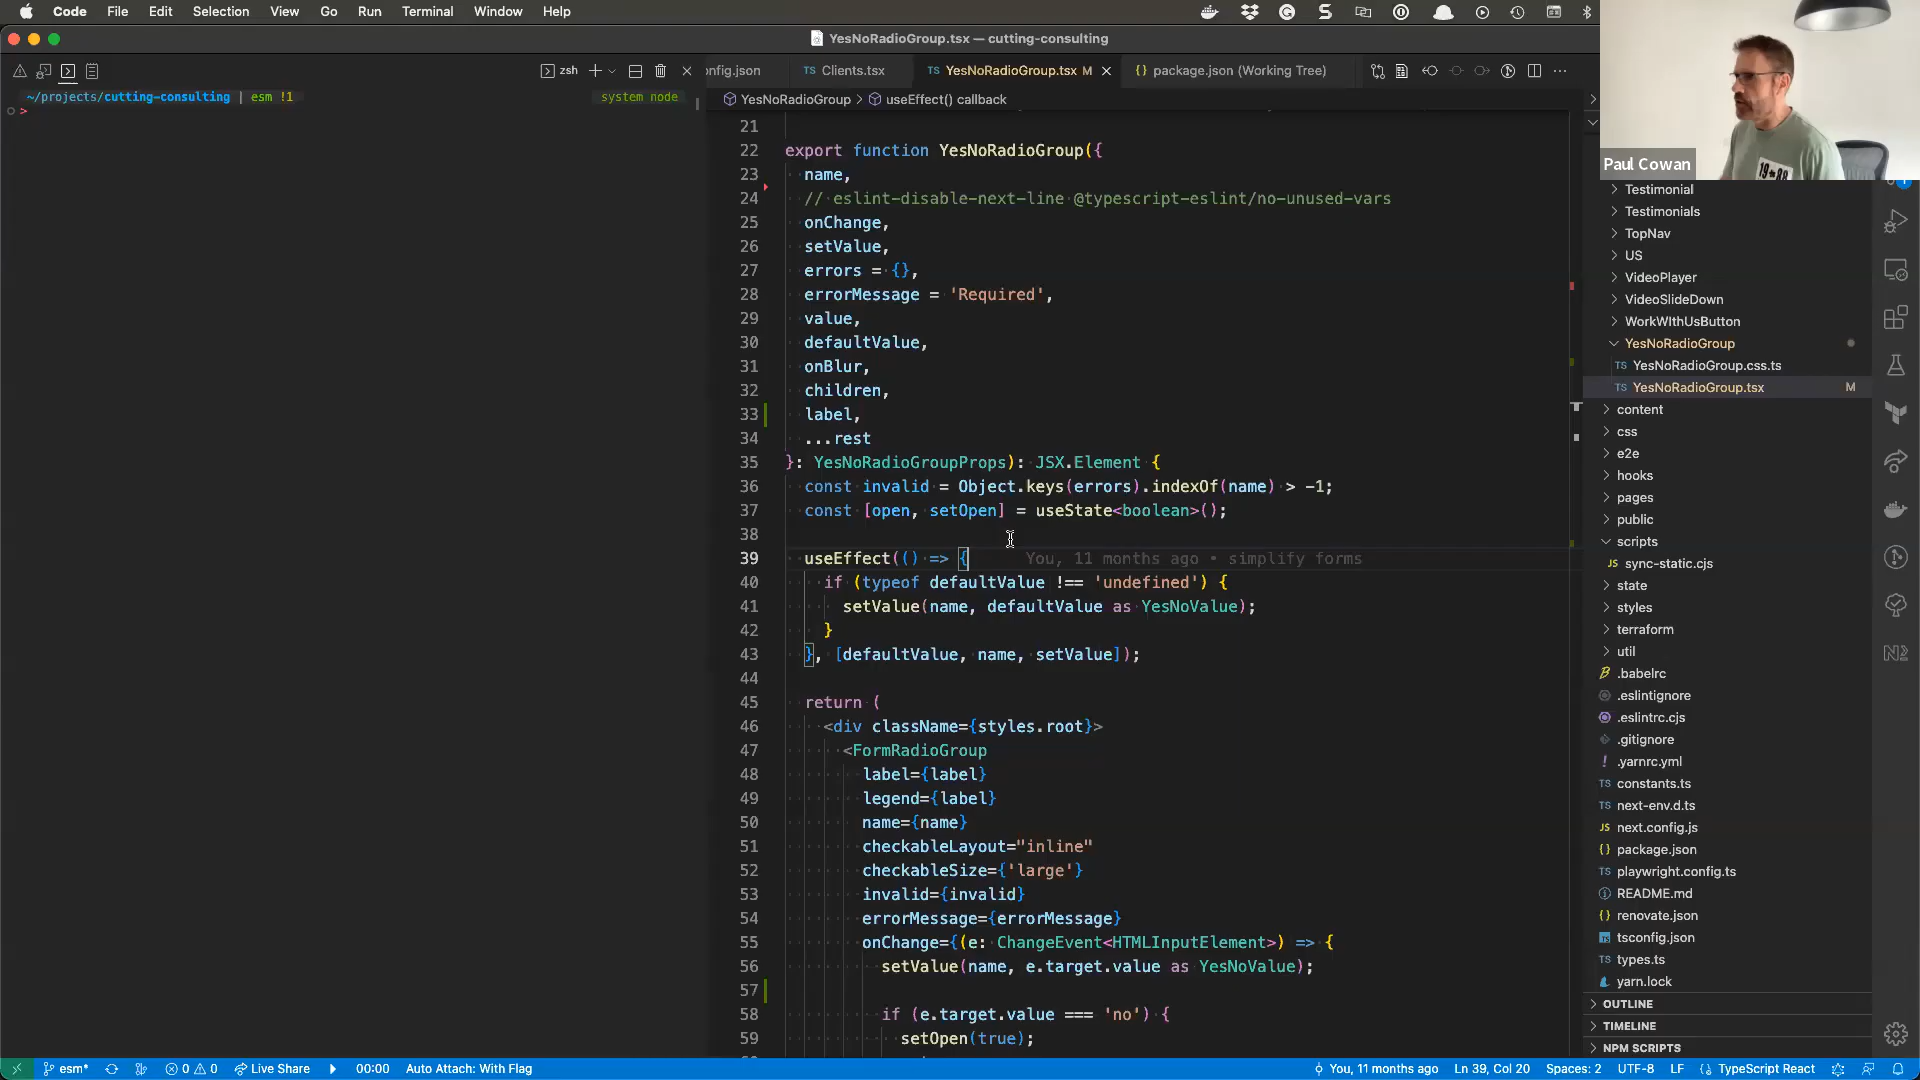 Code File Edit Selection View Go Run Terminal Window Help
YesNoRadioGroup.tsx — cutting-consulting
zsh
onfig.json
TS Clients.tsx
TS YesNoRadioGroup.tsx M
{} package.json (Working Tree)
~/projects/cutting-consulting | esm !1
system node
>
YesNoRadioGroup > useEffect() callback
21
22 export function YesNoRadioGroup({
23 name,
24 // eslint-disable-next-line @typescript-eslint/no-unused-vars
25 onChange,
26 setValue,
27 errors = {},
28 errorMessage = 'Required',
29 value,
30 defaultValue,
31 onBlur,
32 children,
33 label,
34 ...rest
35 }: YesNoRadioGroupProps): JSX.Element {
36 const invalid = Object.keys(errors).indexOf(name) > -1;
37 const [open, setOpen] = useState<boolean>();
38
39 useEffect(() => { You, 11 months ago • simplify forms
40 if (typeof defaultValue !== 'undefined') {
41 setValue(name, defaultValue as YesNoValue);
42 }
43 }, [defaultValue, name, setValue]);
44
45 return (
46 <div className={styles.root}>
47 <FormRadioGroup
48 label={label}
49 legend={label}
50 name={name}
51 checkableLayout="inline"
52 checkableSize={'large'}
53 invalid={invalid}
54 errorMessage={errorMessage}
55 onChange={(e: ChangeEvent<HTMLInputElement>) => {
56 setValue(name, e.target.value as YesNoValue);
57
58 if (e.target.value === 'no') {
59 setOpen(true);
Paul Cowan
19 88
Testimonial
Testimonials
TopNav
US
VideoPlayer
VideoSlideDown
WorkWIthUsButton
YesNoRadioGroup
TS YesNoRadioGroup.css.ts
TS YesNoRadioGroup.tsx M
content
css
e2e
hooks
pages
public
scripts
JS sync-static.cjs
state
styles
terraform
util
.babelrc
.eslintignore
.eslintrc.cjs
.gitignore
! .yarnrc.yml
TS constants.ts
TS next-env.d.ts
next.config.js
{} package.json
TS playwright.config.ts
README.md
{} renovate.json
tsconfig.json
TS types.ts
yarn.lock
OUTLINE
TIMELINE
NPM SCRIPTS
esm* 0 0 Live Share 00:00 Auto Attach: With Flag
You, 11 months ago Ln 39, Col 20 Spaces: 2 UTF-8 LF {} TypeScript React